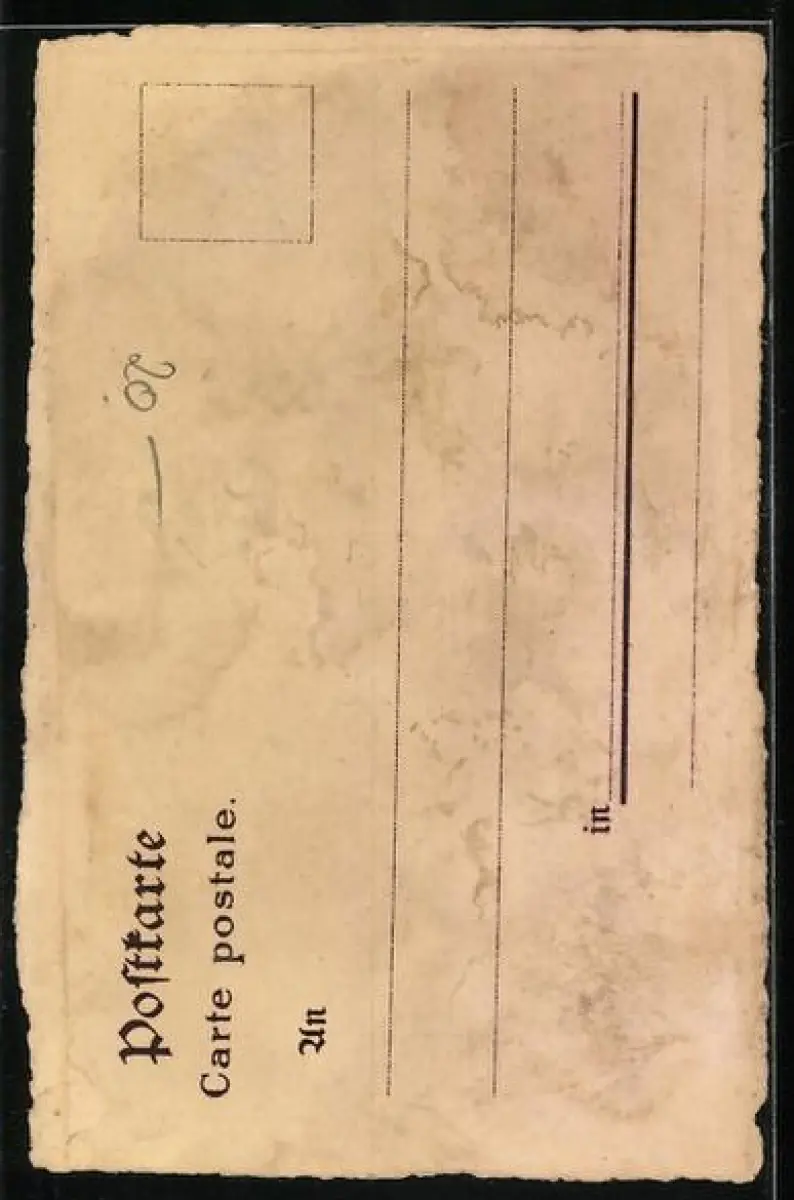 Postkarte
Carte postale.
20.–
An
in